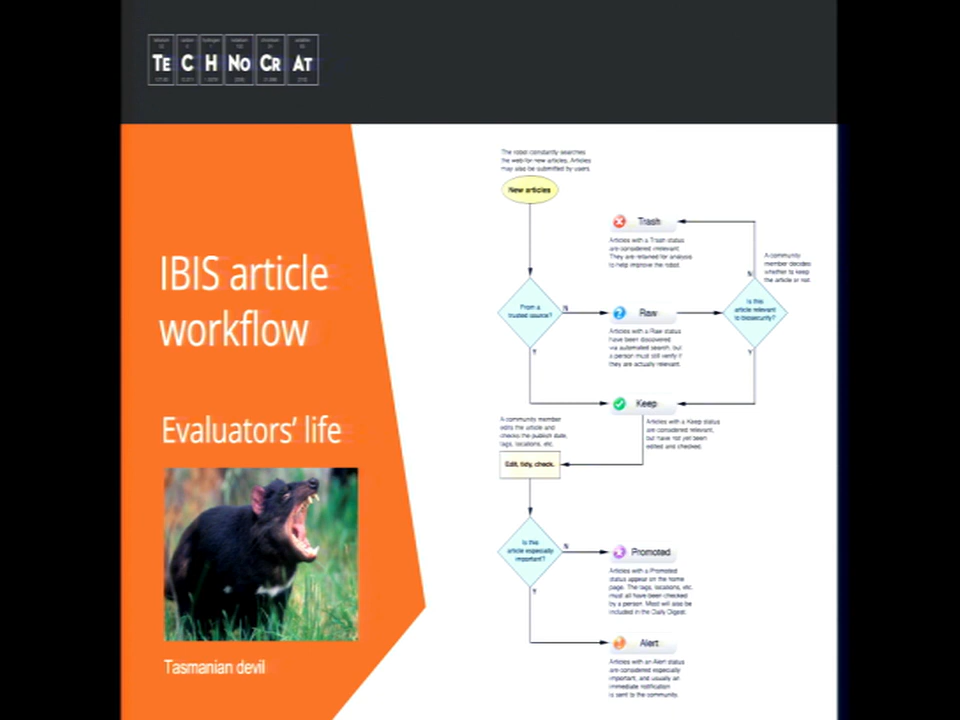 TECHNOCRAT
IBIS article
workflow
Evaluators' life
Tasmanian devil
The robot constantly searches
the web for new articles. Articles
may also be submitted by users.
New articles
Trash
Articles with a Trash status
are considered irrelevant.
They are retained for analysis
to help improve the robot.
A community
member decides
whether to keep
the article or not.
N
From a
trusted source?
N
Raw
Is this
article relevant
to biosecurity?
Articles with a Raw status
have been discovered
via automated search, but
a person must still verify if
they are actually relevant.
Y
Y
Keep
A community member
edits the article and
checks the publish date,
tags, locations, etc.
Articles with a Keep status
are considered relevant,
but have not yet been
edited and checked.
Edit, tidy, check.
Is this
article especially
important?
N
Promoted
Articles with a Promoted
status appear on the home
page. The tags, locations, etc.
must all have been checked
by a person. Most will also be
included in the Daily Digest.
Y
Alert
Articles with an Alert status
are considered especially
important, and usually an
immediate notification
is sent to the community.